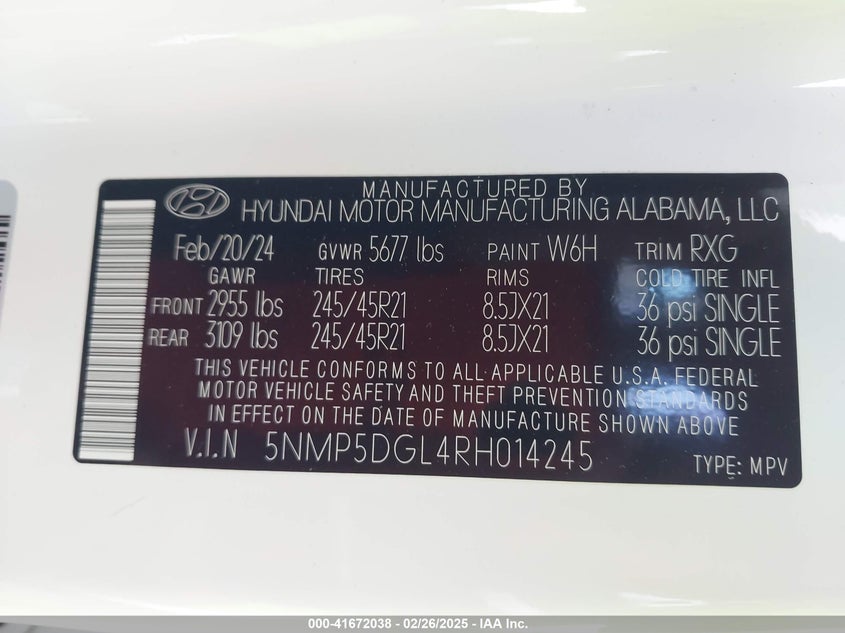 MANUFACTURED BY
HYUNDAI MOTOR MANUFACTURING ALABAMA, LLC
Feb/20/24 GVWR 5677 lbs PAINT W6H TRIM RXG
GAWR TIRES RIMS COLD TIRE INFL
FRONT 2955 lbs 245/45R21 8.5JX21 36 psi SINGLE
REAR 3109 lbs 245/45R21 8.5JX21 36 psi SINGLE
THIS VEHICLE CONFORMS TO ALL APPLICABLE U.S.A. FEDERAL
MOTOR VEHICLE SAFETY AND THEFT PREVENTION STANDARDS
IN EFFECT ON THE DATE OF MANUFACTURE SHOWN ABOVE
V.I.N 5NMP5DGL4RH014245 TYPE: MPV
000-41672038 - 02/26/2025 - IAA Inc.